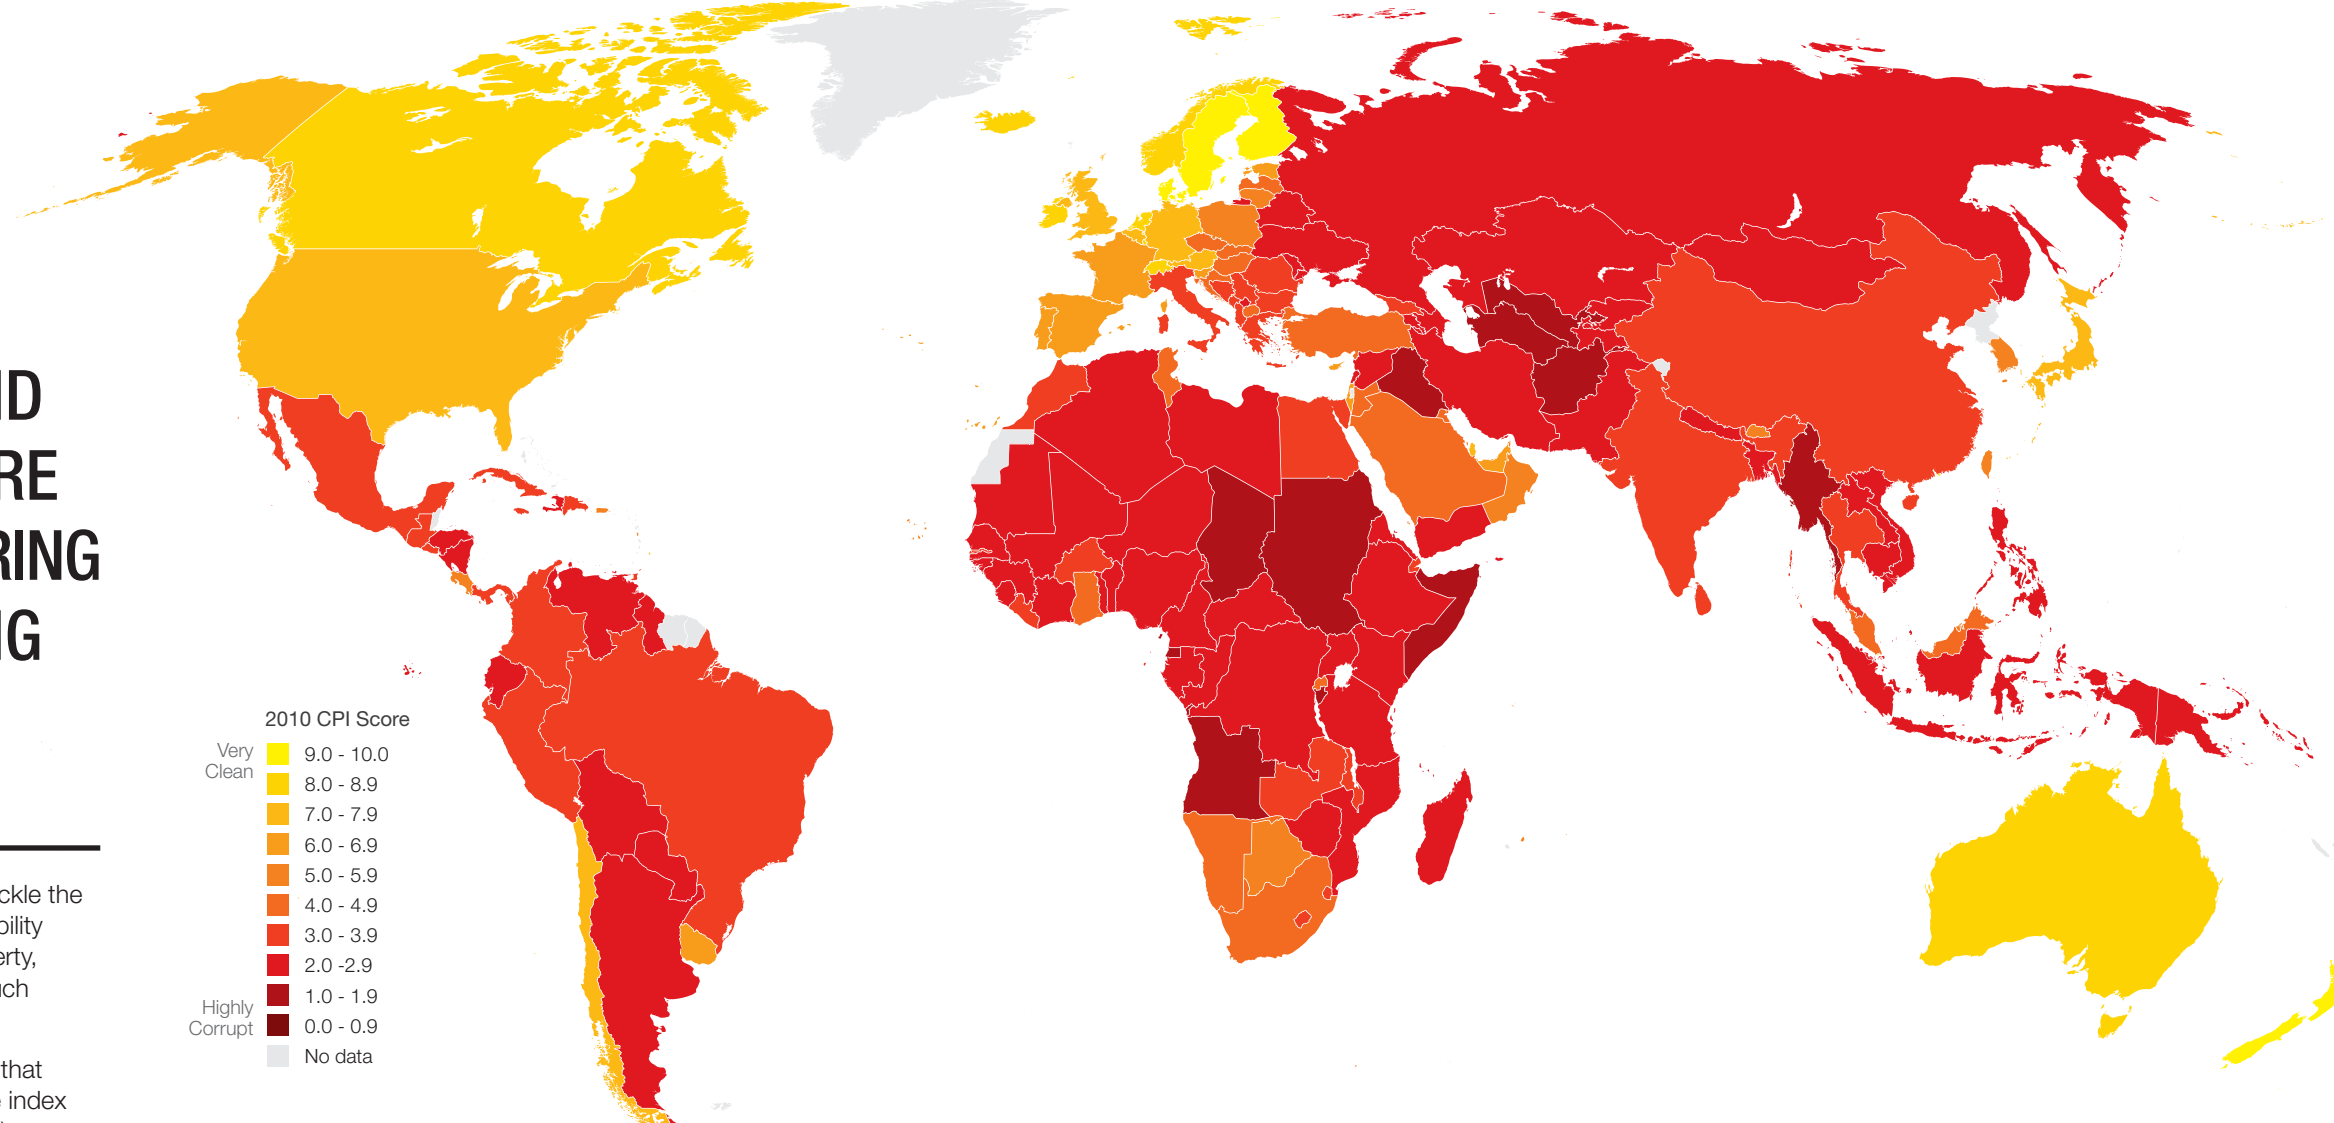 ID
RE
RING
IG
ckle the
bility
erty,
uch
that
e index
2010 CPI Score
Very
Clean
9.0 - 10.0
8.0 - 8.9
7.0 - 7.9
6.0 - 6.9
5.0 - 5.9
4.0 - 4.9
3.0 - 3.9
2.0 -2.9
1.0 - 1.9
Highly
Corrupt
0.0 - 0.9
No data